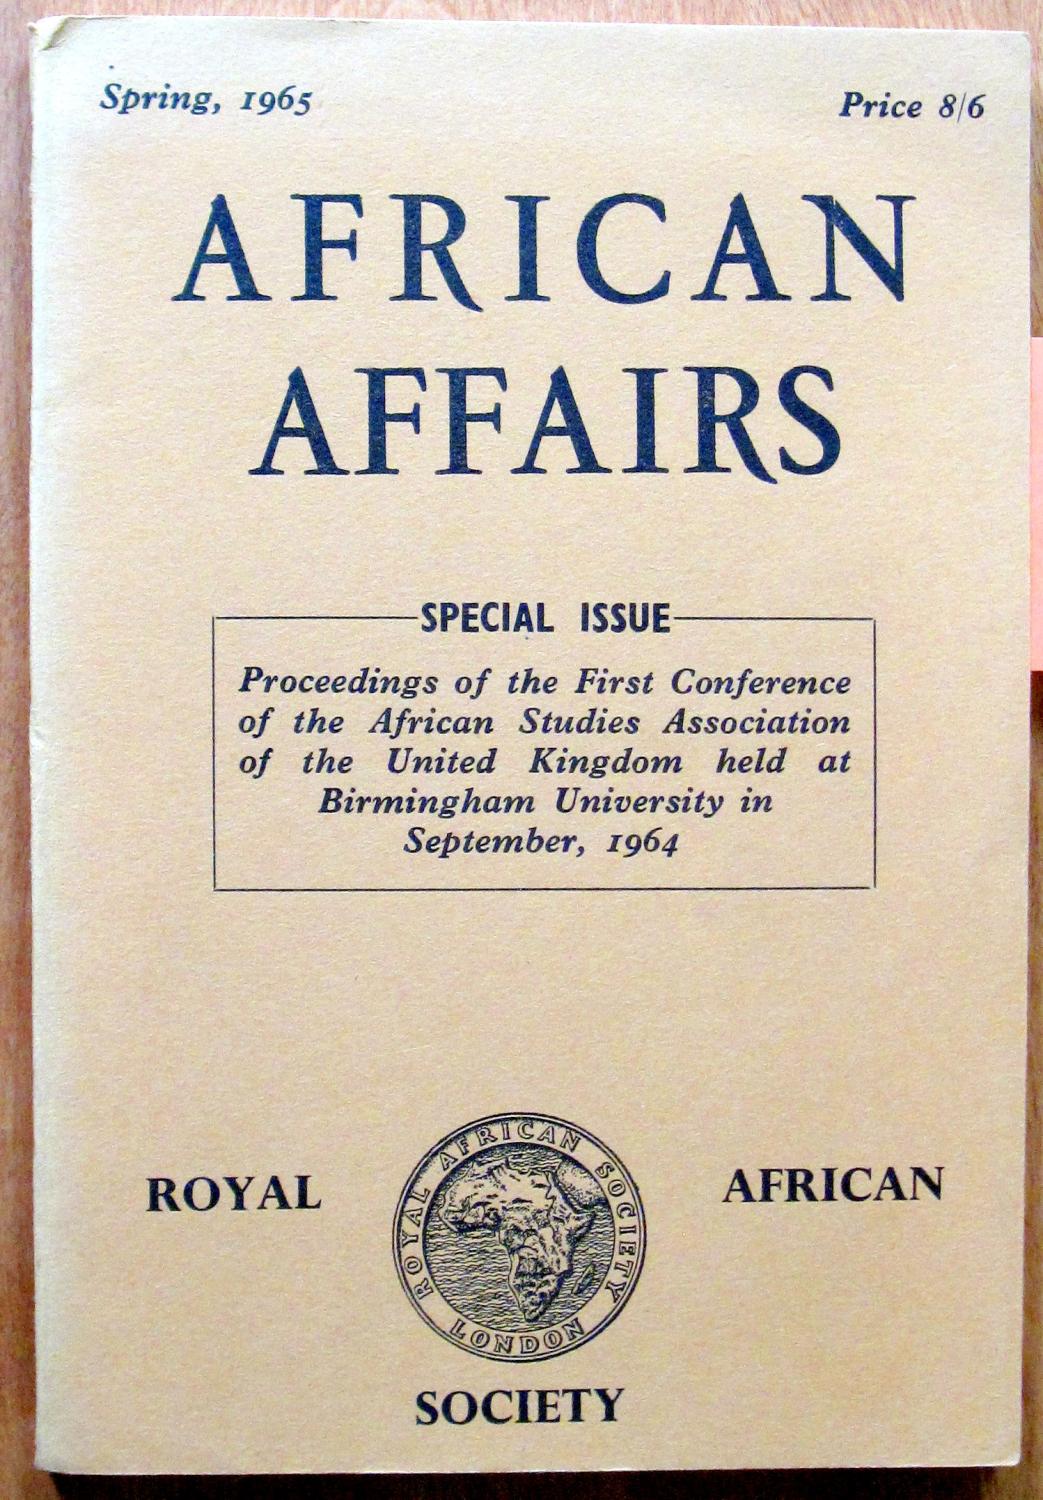 Spring, 1965
Price 8/6
AFRICAN
AFFAIRS
SPECIAL ISSUE
Proceedings of the First Conference
of the African Studies Association
of the United Kingdom held at
Birmingham University in
September, 1964
ROYAL AFRICAN SOCIETY
LONDON
ROYAL
AFRICAN
SOCIETY